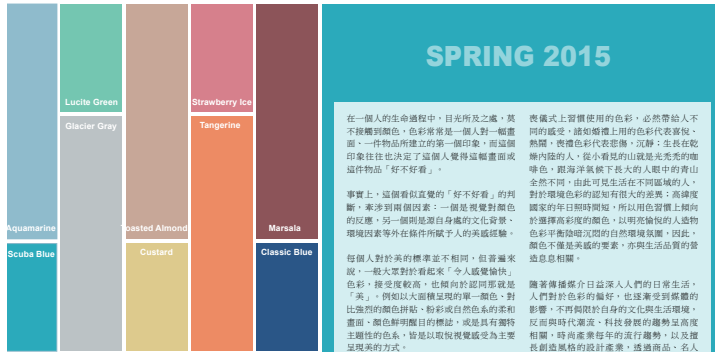 Lucite Green
Strawberry Ice
Glacier Gray
Tangerine
Aquamarine
Toasted Almond
Marsala
Scuba Blue
Custard
Classic Blue
SPRING 2015
在一個人的生命過程中，目光所及之處，莫
不接觸到顏色，色彩常常是一個人對一幅畫
面、一件物品所建立的第一個印象，而這個
印象往往也決定了這個人覺得這幅畫面或
這件物品「好不好看」。
事實上，這個看似直覺的「好不好看」的判
斷，牽涉到兩個因素：一個是視覺對顏色
的反應，另一個則是源自身處的文化背景、
環境因素等外在條件所賦予人的美感經驗。
每個人對於美的標準並不相同，但普遍來
說，一般大眾對於看起來「令人感覺愉快」
色彩，接受度較高，也傾向於認同那就是
「美」。例如以大面積呈現的單一顏色、對
比強烈的顏色拼貼、粉彩或自然色系的柔和
畫面、顏色鮮明醒目的標誌，或是具有獨特
主題性的色系，皆是以取悅視覺感受為主要
呈現美的方式。
喪儀式上習慣使用的色彩，必然帶給人不
同的感受，諸如婚禮上用的色彩代表喜悅、
熱鬧，喪禮色彩代表悲傷，沉靜；生長在乾
燥內陸的人，從小看見的山就是光禿禿的咖
啡色，跟海洋氣候下長大的人眼中的青山
全然不同，由此可見生活在不同區域的人，
對於環境色彩的認知有很大的差異；高緯度
國家的年日照時間短，所以用色習慣上傾向
於選擇高彩度的顏色，以明亮愉悅的人造物
色彩平衡陰暗沉悶的自然環境氛圍，因此，
顏色不僅是美感的要素，亦與生活品質的營
造息息相關。
隨著傳播媒介日益深入人們的日常生活，
人們對於色彩的偏好，也逐漸受到媒體的
影響，不再侷限於自身的文化與生活環境，
反而與時代潮流、科技發展的趨勢呈高度
相關，時尚產業每年的流行趨勢，以及擅
長創造風格的設計產業，透過商品、名人